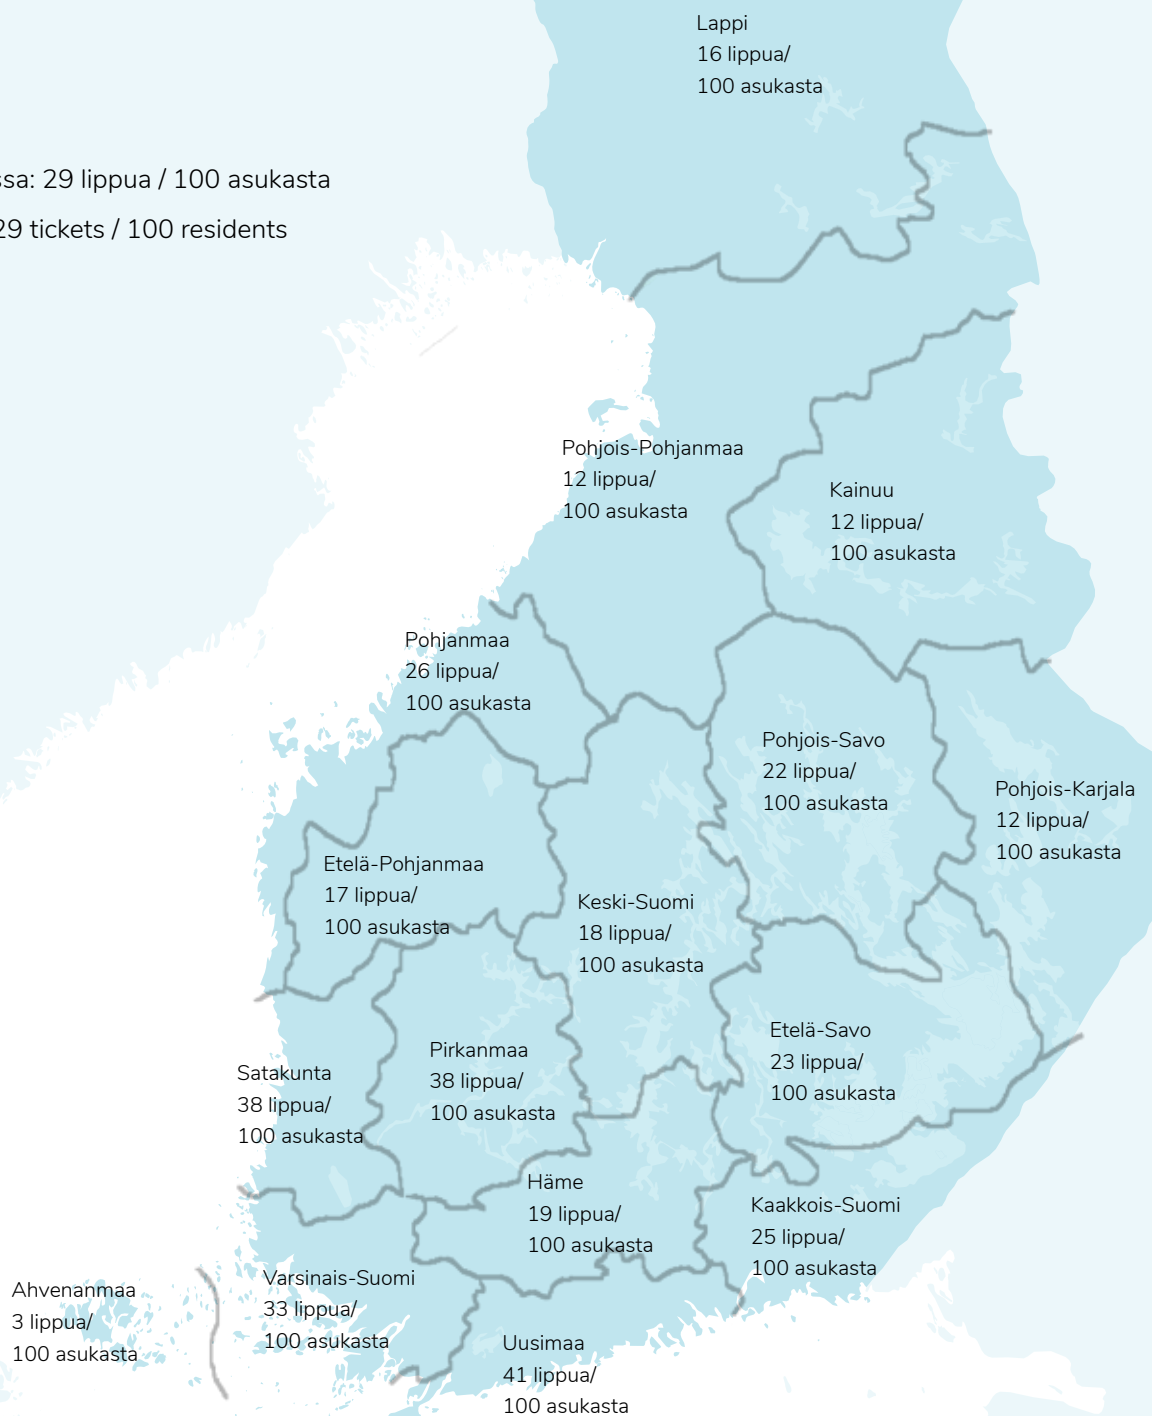 Lappi
16 lippua/
100 asukasta
ssa: 29 lippua / 100 asukasta
29 tickets / 100 residents
Pohjois-Pohjanmaa
12 lippua/
100 asukasta
Kainuu
12 lippua/
100 asukasta
Pohjanmaa
26 lippua/
100 asukasta
Pohjois-Savo
22 lippua/
100 asukasta
Pohjois-Karjala
12 lippua/
100 asukasta
Etelä-Pohjanmaa
17 lippua/
100 asukasta
Keski-Suomi
18 lippua/
100 asukasta
Etelä-Savo
23 lippua/
100 asukasta
Pirkanmaa
38 lippua/
100 asukasta
Satakunta
38 lippua/
100 asukasta
Häme
19 lippua/
100 asukasta
Kaakkois-Suomi
25 lippua/
100 asukasta
Varsinais-Suomi
33 lippua/
100 asukasta
Ahvenanmaa
3 lippua/
100 asukasta
Uusimaa
41 lippua/
100 asukasta